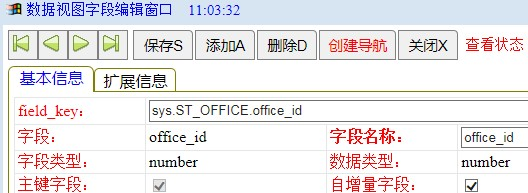 数据视图字段编辑窗口 11:03:32
保存S 添加A 删除D 创建导航 关闭X 查看状态
基本信息 扩展信息
field_key: sys.ST_OFFICE.office_id
字段: office_id 字段名称: office_id
字段类型: number 数据类型: number
主键字段: 自增量字段: